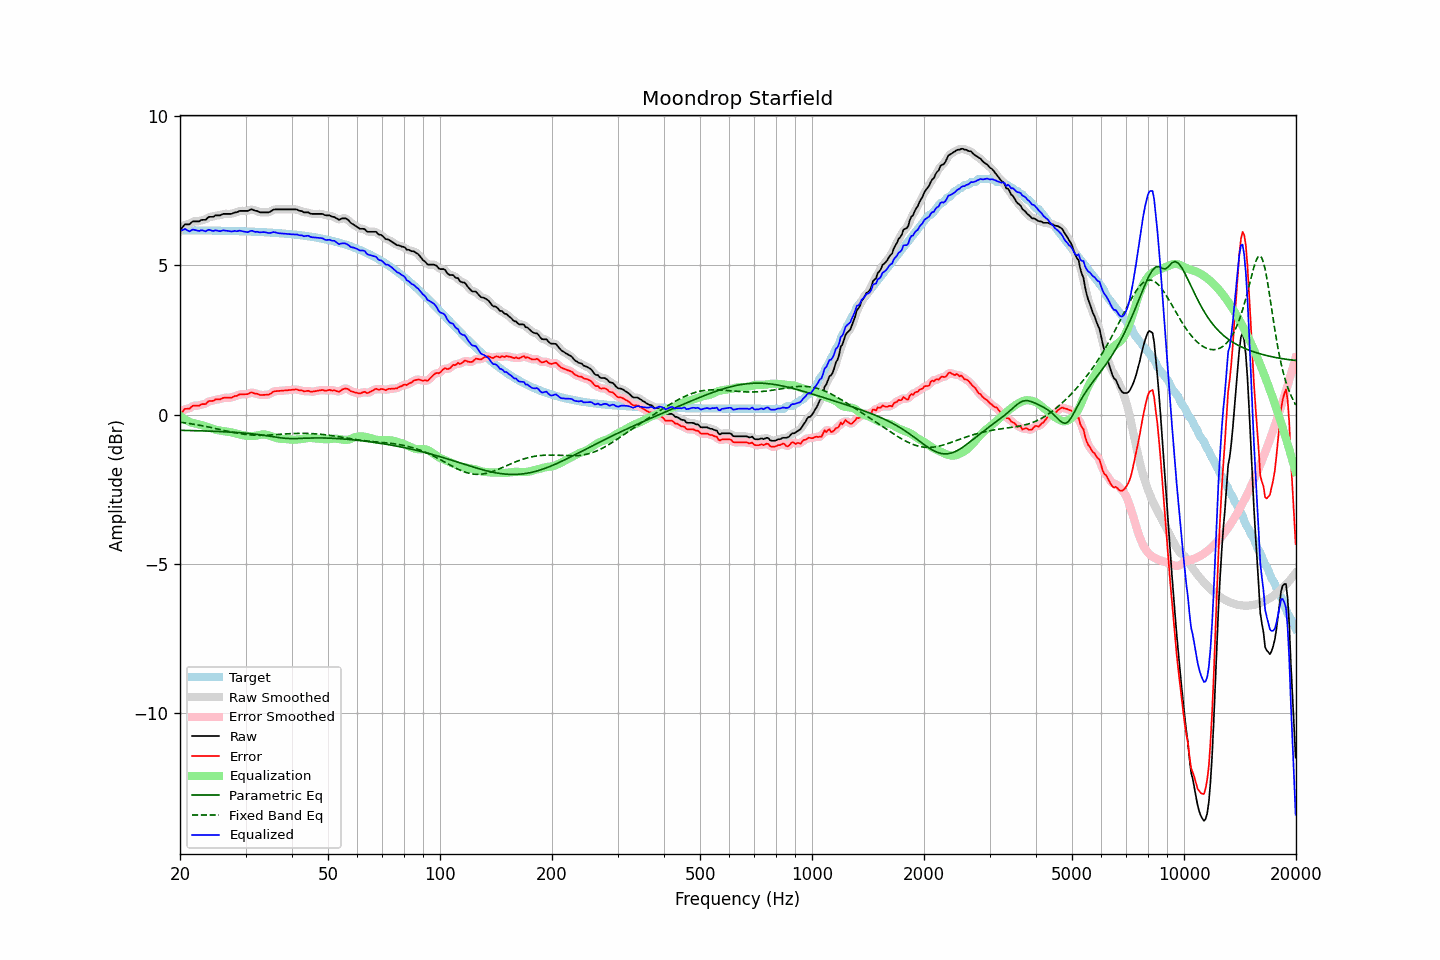 Moondrop Starfield
Amplitude (dBr)
10
5
0
−5
−10
Target
Raw Smoothed
Error Smoothed
Raw
Error
Equalization
Parametric Eq
Fixed Band Eq
Equalized
20 50 100 200 500 1000 2000 5000 10000 20000
Frequency (Hz)